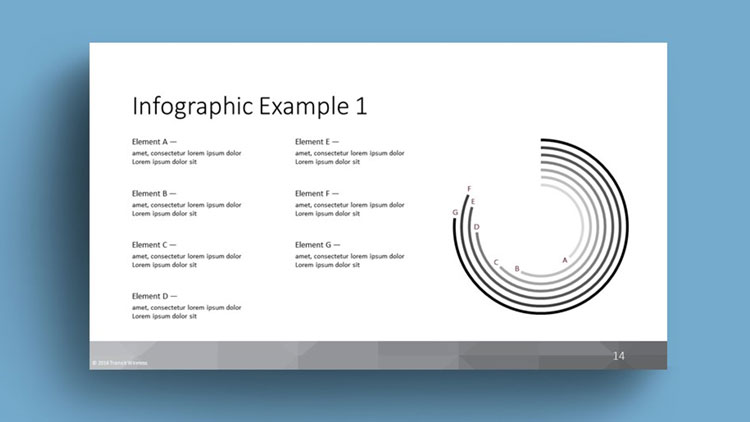 Infographic Example 1
Element A —
amet, consectetur lorem ipsum dolor
Lorem ipsum dolor sit
Element B —
amet, consectetur lorem ipsum dolor
Lorem ipsum dolor sit
Element C —
amet, consectetur lorem ipsum dolor
Lorem ipsum dolor sit
Element D —
amet, consectetur lorem ipsum dolor
Lorem ipsum dolor sit
Element E —
amet, consectetur lorem ipsum dolor
Lorem ipsum dolor sit
Element F —
amet, consectetur lorem ipsum dolor
Lorem ipsum dolor sit
Element G —
amet, consectetur lorem ipsum dolor
Lorem ipsum dolor sit
F
E
G
D
C
B
A
©
14